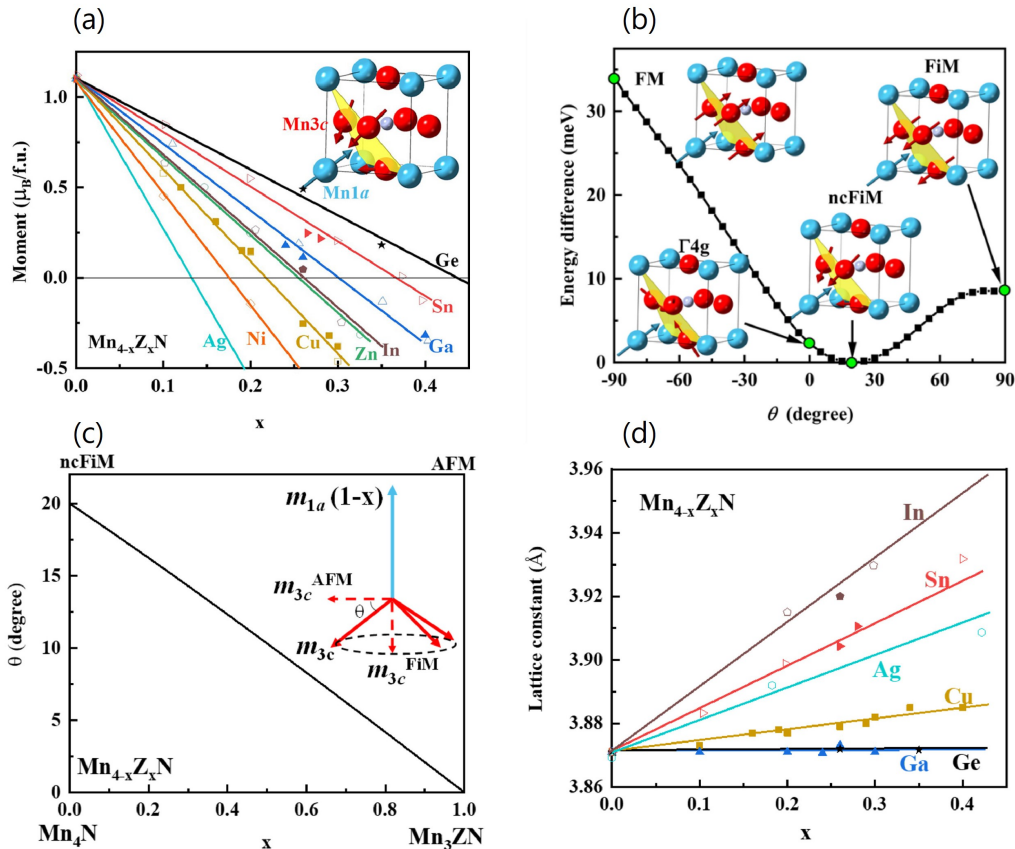 (a)
Moment (μB/f.u.)
1.0
0.5
0.0
-0.5
0.0
0.1
0.2
0.3
0.4
x
Mn3c
Mn1a
Ge
Sn
Ga
In
Zn
Cu
Ni
Ag
Mn4-xZxN
(b)
Energy difference (meV)
35
30
25
20
15
10
5
0
-90
-60
-30
0
30
60
90
θ (degree)
FM
FiM
ncFiM
Γ4g
(c)
ncFiM
AFM
θ (degree)
20
15
10
5
0
0.0
0.2
0.4
0.6
0.8
1.0
Mn4N
x
Mn3ZN
m1a (1-x)
m3c AFM
θ
m3c
m3c FiM
Mn4-xZxN
(d)
Lattice constant (Å)
3.96
3.94
3.92
3.90
3.88
3.86
0.0
0.1
0.2
0.3
0.4
x
Mn4-xZxN
In
Sn
Ag
Cu
Ga
Ge